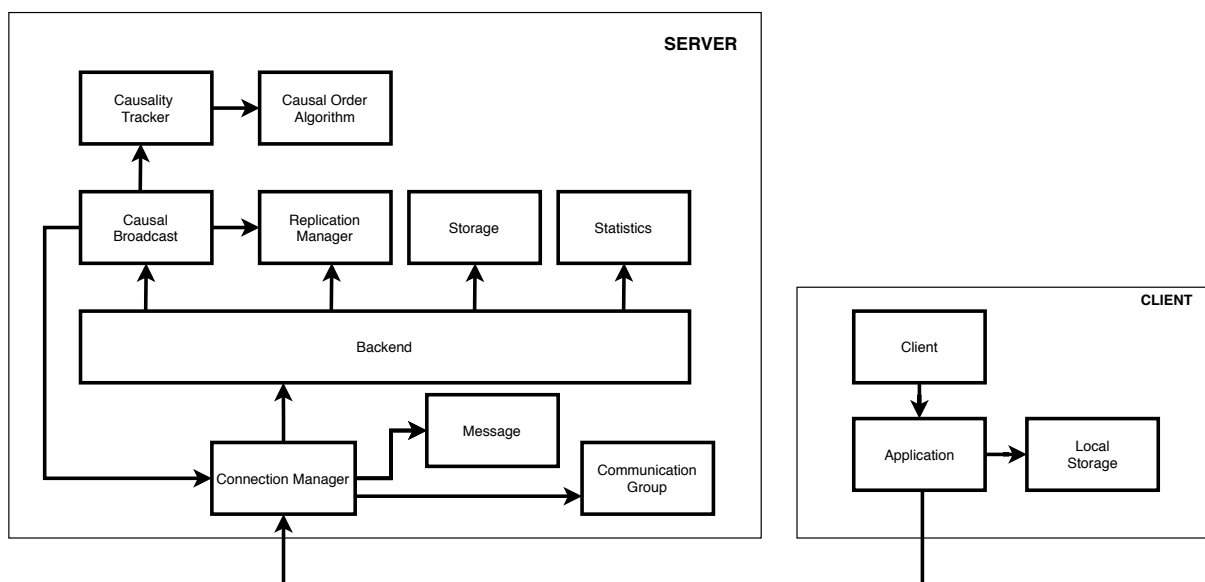 SERVER
Causality
Tracker
Causal Order
Algorithm
Causal
Broadcast
Replication
Manager
Storage
Statistics
Backend
Message
Connection Manager
Communication
Group
CLIENT
Client
Application
Local
Storage